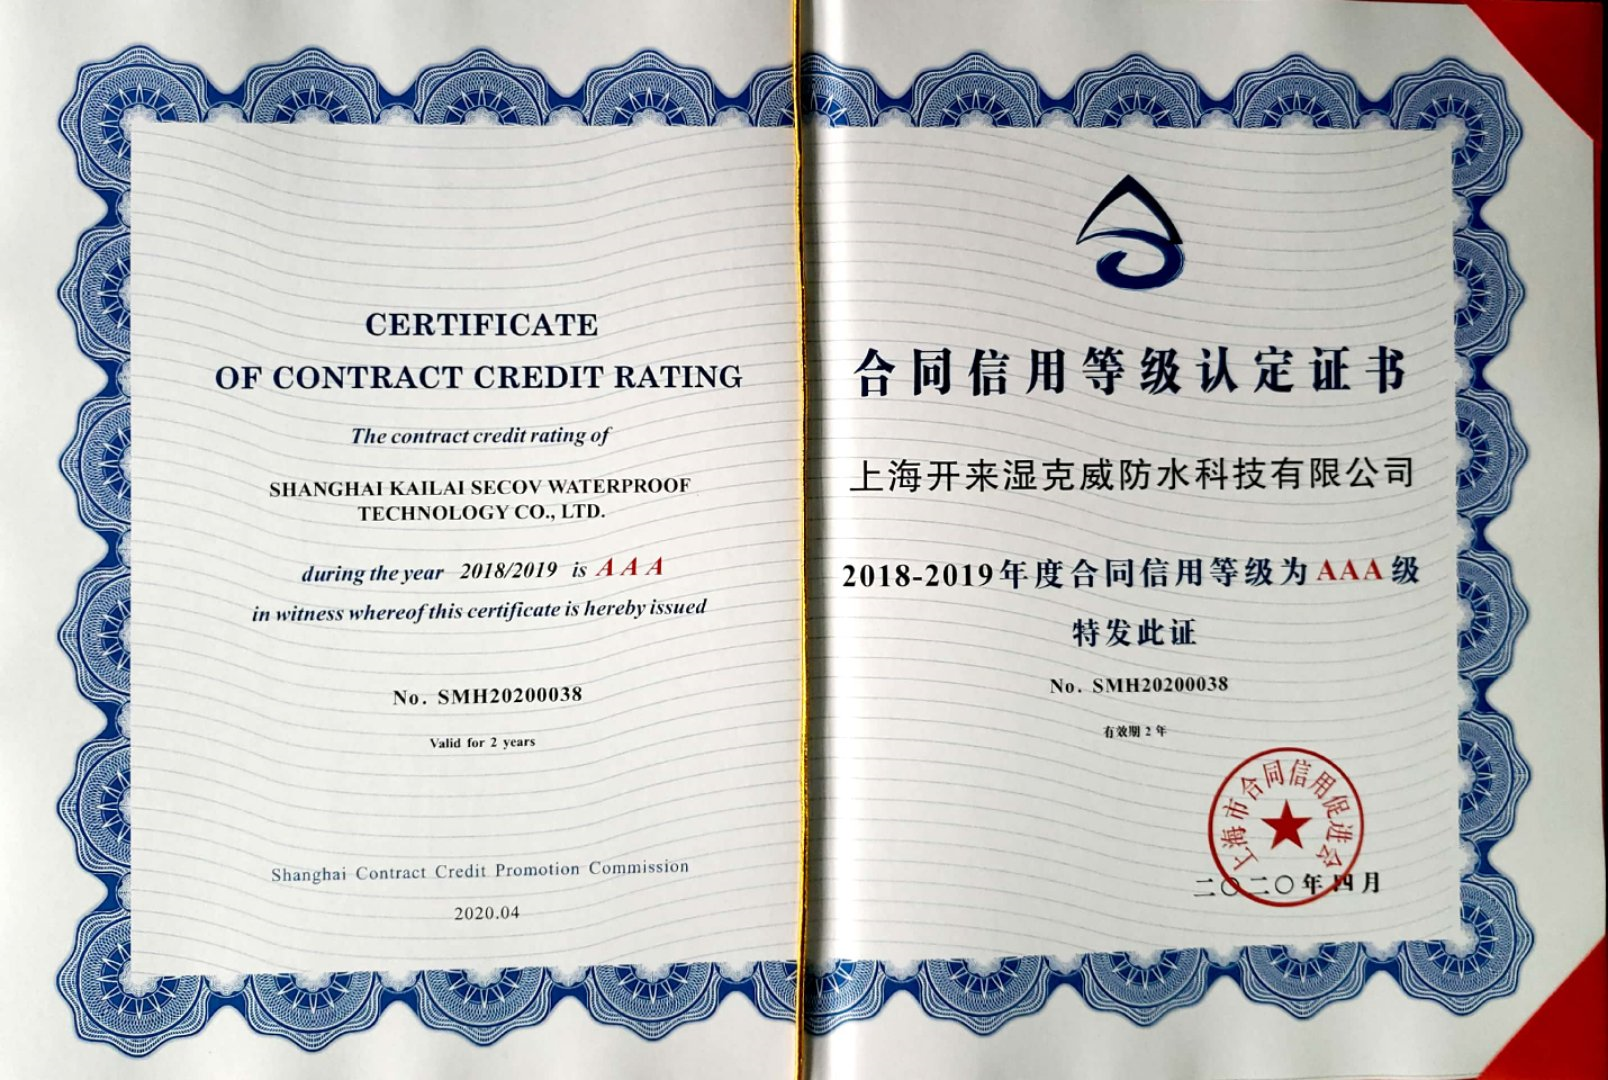 CERTIFICATE
OF CONTRACT CREDIT RATING
The contract credit rating of
SHANGHAI KAILAI SECOV WATERPROOF
TECHNOLOGY CO., LTD.
during the year 2018/2019 is AAA
in witness whereof this certificate is hereby issued
No. SMH20200038
Valid for 2 years
Shanghai Contract Credit Promotion Commission
2020.04
合同信用等级认定证书
上海开来湿克威防水科技有限公司
2018-2019年度合同信用等级为AAA级
特发此证
No. SMH20200038
有效期2年
上海市合同信用促进会
二〇二〇年四月